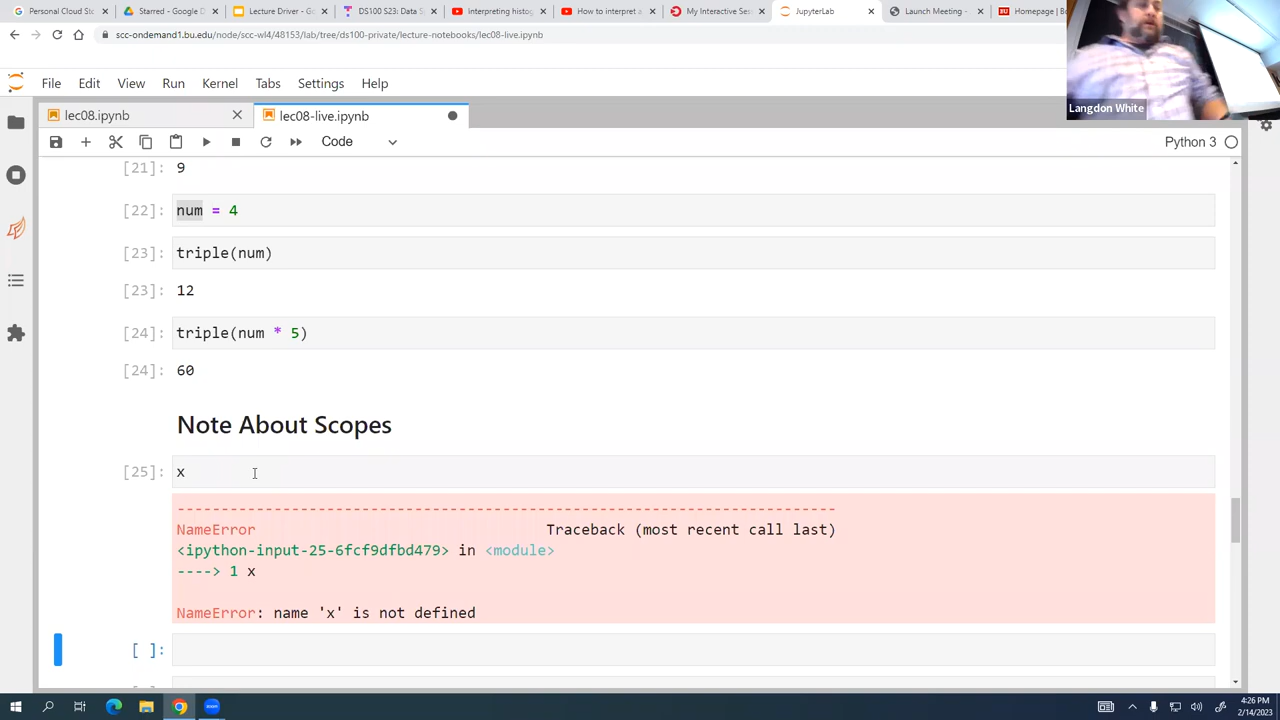 Personal Cloud Sto
Starred - Google D
Lecture Driver - Go
DS100 S23; Data Sp
Interpreting histog
How to interpret a
My Interactive Ses
JupyterLab
Launch Meeting -
Homepage | Bo
scc-ondemand1.bu.edu/node/scc-wl4/48153/lab/tree/ds100-private/lecture-notebooks/lec08-live.ipynb
File Edit View Run Kernel Tabs Settings Help
Langdon White
lec08.ipynb
lec08-live.ipynb
Code
Python 3
[21]: 9
[22]: num = 4
[23]: triple(num)
[23]: 12
[24]: triple(num * 5)
[24]: 60
Note About Scopes
[25]: x
---------------------------------------------------------------------------
NameError Traceback (most recent call last)
<ipython-input-25-6fcf9dfbd479> in <module>
----> 1 x
NameError: name 'x' is not defined
[ ]:
4:26 PM
2/14/2023